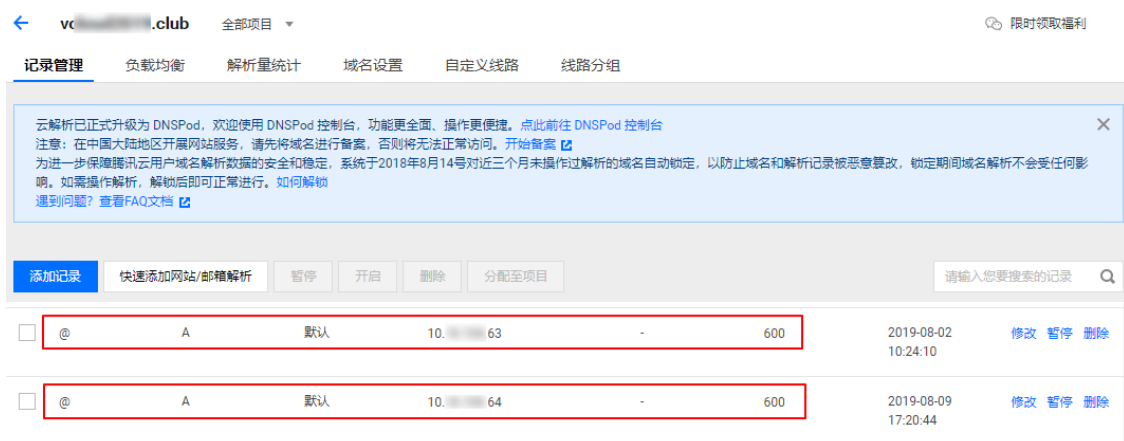 .club 全部项目 限时领取福利
记录管理 负载均衡 解析量统计 域名设置 自定义线路 线路分组
云解析已正式升级为 DNSPod，欢迎使用 DNSPod 控制台，功能更全面、操作更便捷。点此前往 DNSPod 控制台
注意：在中国大陆地区开展网站服务，请先将域名进行备案，否则将无法正常访问。开始备案
为进一步保障腾讯云用户域名解析数据的安全和稳定，系统于2018年8月14号对近三个月未操作过解析的域名自动锁定，以防止域名和解析记录被恶意篡改，锁定期间域名解析不会受任何影
响。如需操作解析，解锁后即可正常进行。如何解锁
遇到问题？查看FAQ文档
添加记录 快速添加网站/邮箱解析 暂停 开启 删除 分配至项目 请输入您要搜索的记录
@ A 默认 10. 63 - 600 2019-08-02 修改 暂停 删除
10:24:10
@ A 默认 10. 64 - 600 2019-08-09 修改 暂停 删除
17:20:44